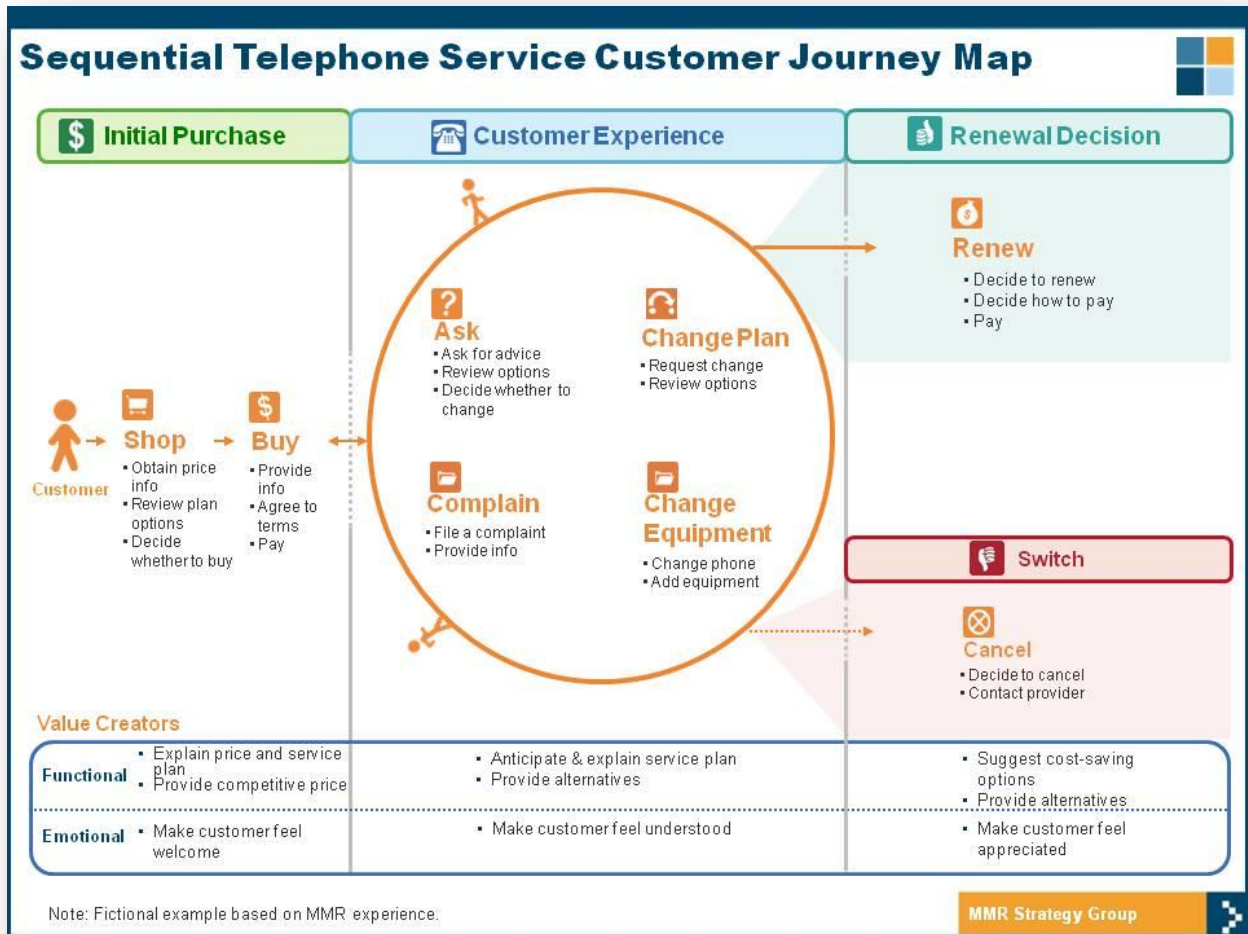 Sequential Telephone Service Customer Journey Map
$ Initial Purchase
Customer Experience
Renewal Decision
Customer
Shop
▪ Obtain price
info
▪ Review plan
options
▪ Decide
whether to buy
$
Buy
▪ Provide
info
▪ Agree to
terms
▪ Pay
?
Ask
▪ Ask for advice
▪ Review options
▪ Decide whether to
change
Change Plan
▪ Request change
▪ Review options
Complain
▪ File a complaint
▪ Provide info
Change
Equipment
▪ Change phone
▪ Add equipment
$
Renew
▪ Decide to renew
▪ Decide how to pay
▪ Pay
Switch
Cancel
▪ Decide to cancel
▪ Contact provider
Value Creators
Functional
▪ Explain price and service
plan
▪ Provide competitive price
▪ Anticipate & explain service plan
▪ Provide alternatives
▪ Suggest cost-saving
options
▪ Provide alternatives
Emotional
▪ Make customer feel
welcome
▪ Make customer feel understood
▪ Make customer feel
appreciated
Note: Fictional example based on MMR experience.
MMR Strategy Group